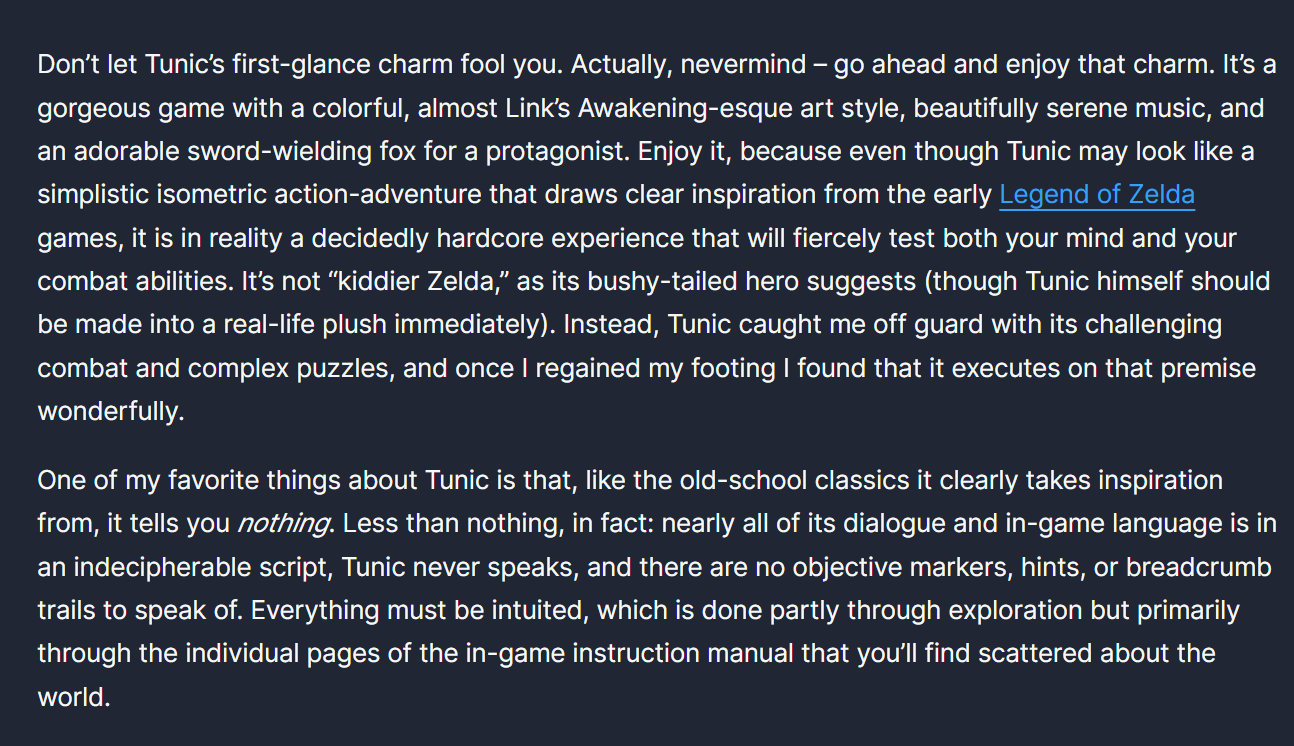 Don’t let Tunic’s first-glance charm fool you. Actually, nevermind – go ahead and enjoy that charm. It’s a
gorgeous game with a colorful, almost Link’s Awakening-esque art style, beautifully serene music, and
an adorable sword-wielding fox for a protagonist. Enjoy it, because even though Tunic may look like a
simplistic isometric action-adventure that draws clear inspiration from the early Legend of Zelda
games, it is in reality a decidedly hardcore experience that will fiercely test both your mind and your
combat abilities. It’s not “kiddier Zelda,” as its bushy-tailed hero suggests (though Tunic himself should
be made into a real-life plush immediately). Instead, Tunic caught me off guard with its challenging
combat and complex puzzles, and once I regained my footing I found that it executes on that premise
wonderfully.
One of my favorite things about Tunic is that, like the old-school classics it clearly takes inspiration
from, it tells you nothing. Less than nothing, in fact: nearly all of its dialogue and in-game language is in
an indecipherable script, Tunic never speaks, and there are no objective markers, hints, or breadcrumb
trails to speak of. Everything must be intuited, which is done partly through exploration but primarily
through the individual pages of the in-game instruction manual that you’ll find scattered about the
world.